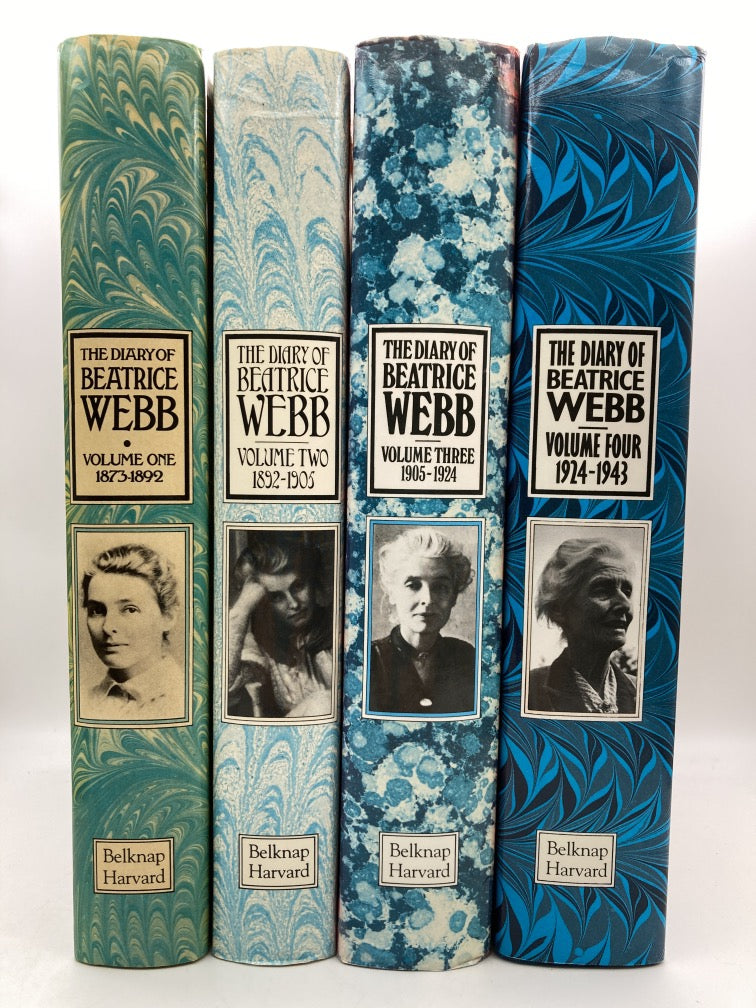 THE DIARY OF
BEATRICE
WEBB
•
VOLUME ONE
1873-1892
Belknap
Harvard
THE DIARY OF
BEATRICE
WEBB
VOLUME TWO
1892-1905
Belknap
Harvard
THE DIARY OF
BEATRICE
WEBB
VOLUME THREE
1905-1924
Belknap
Harvard
THE DIARY OF
BEATRICE
WEBB
VOLUME FOUR
1924-1943
Belknap
Harvard